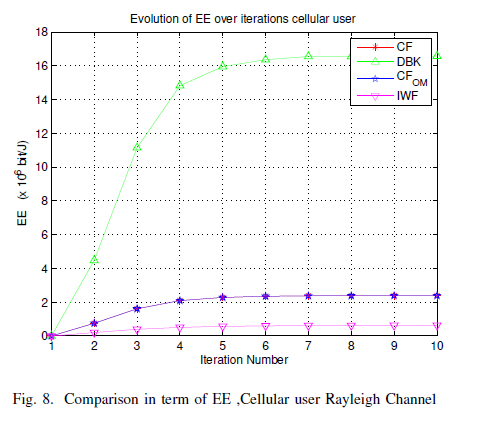 Evolution of EE over iterations cellular user
EE (x 10^6 bit/J)
18
16
14
12
10
8
6
4
2
0
1 2 3 4 5 6 7 8 9 10
Iteration Number
CF
DBK
CF_OM
IWF
Fig. 8. Comparison in term of EE ,Cellular user Rayleigh Channel